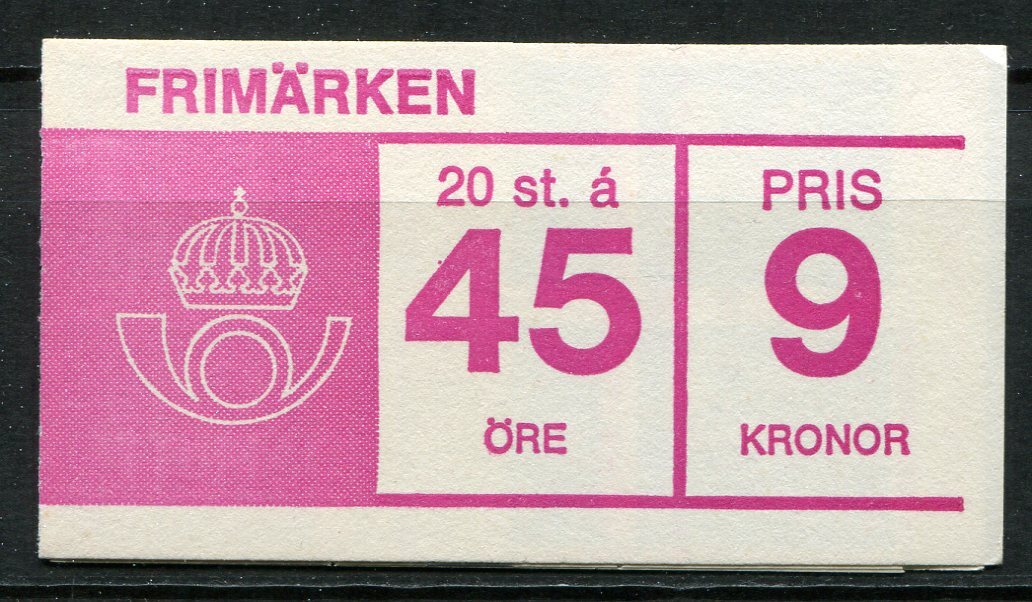 FRIMÄRKEN
20 st. á
45
ÖRE
PRIS
9
KRONOR